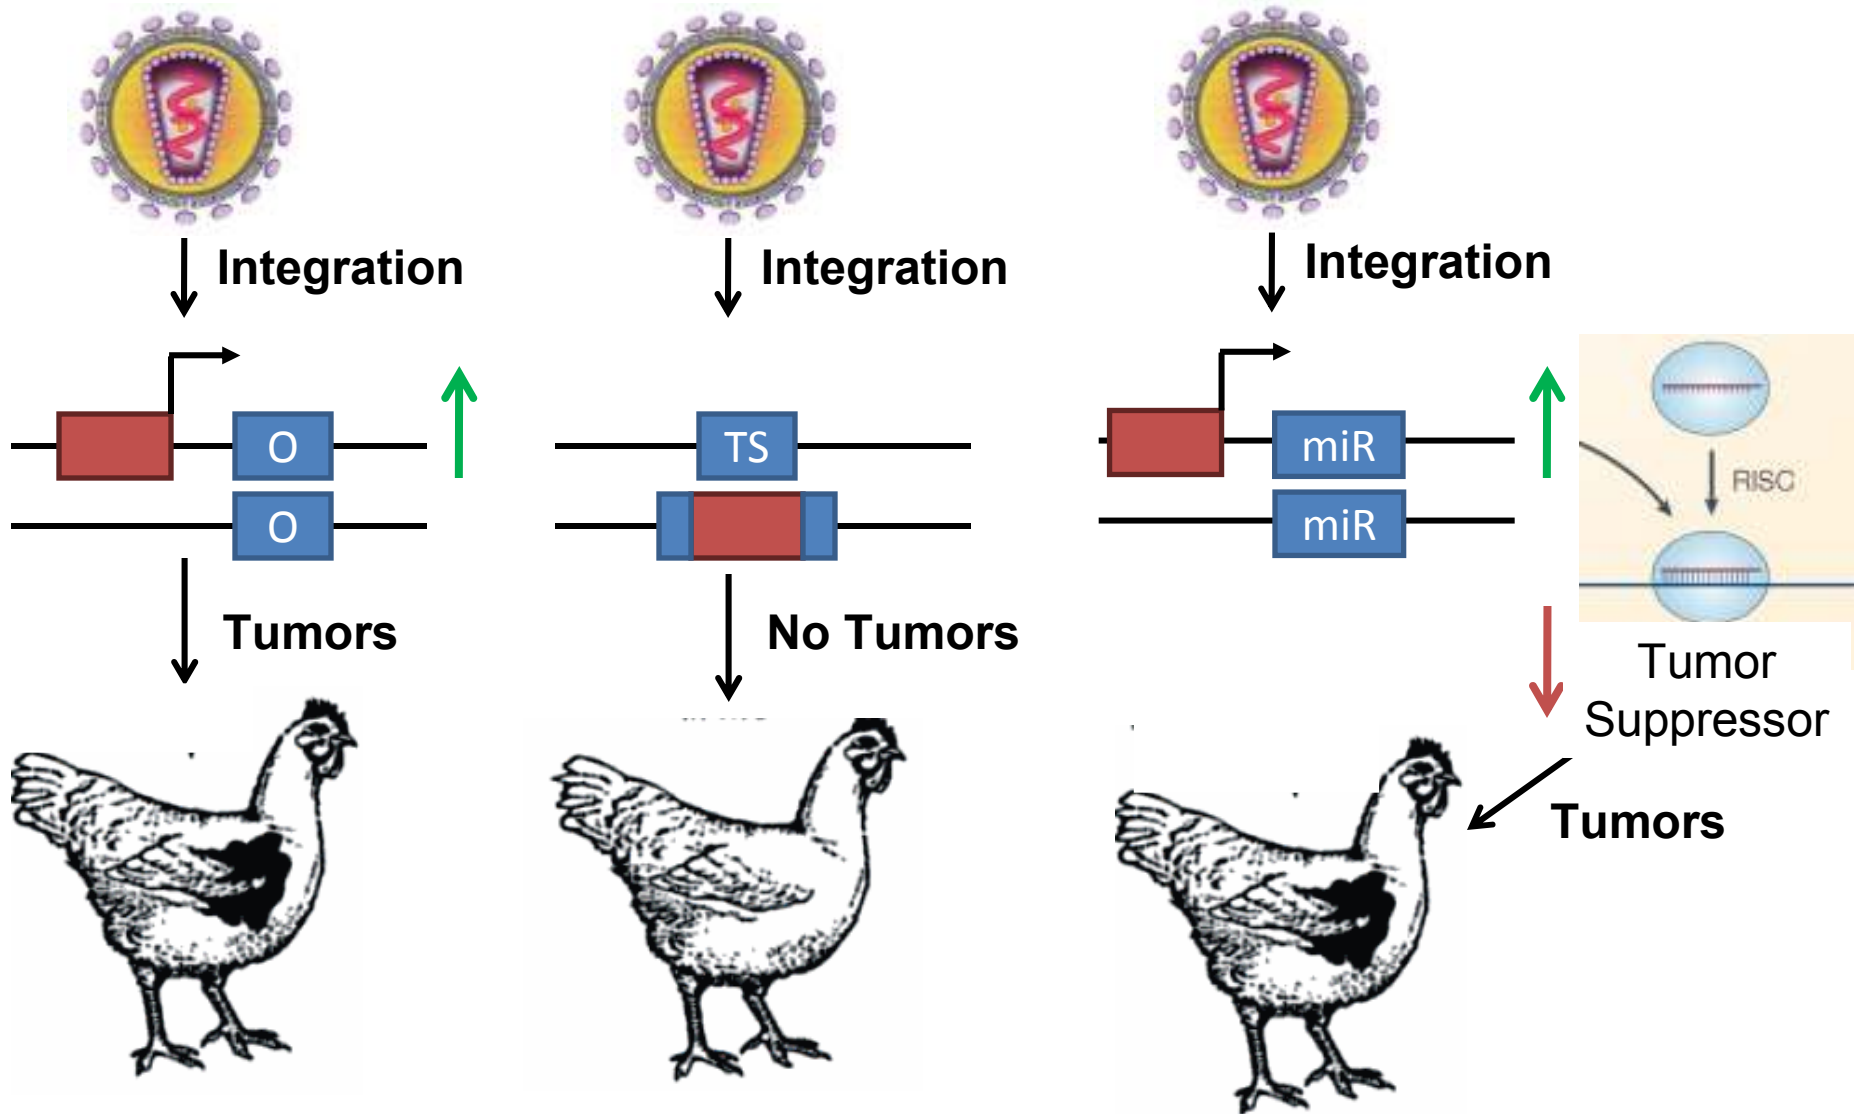 Integration
Integration
Integration
O
O
TS
miR
miR
RISC
Tumors
No Tumors
Tumor
Suppressor
Tumors